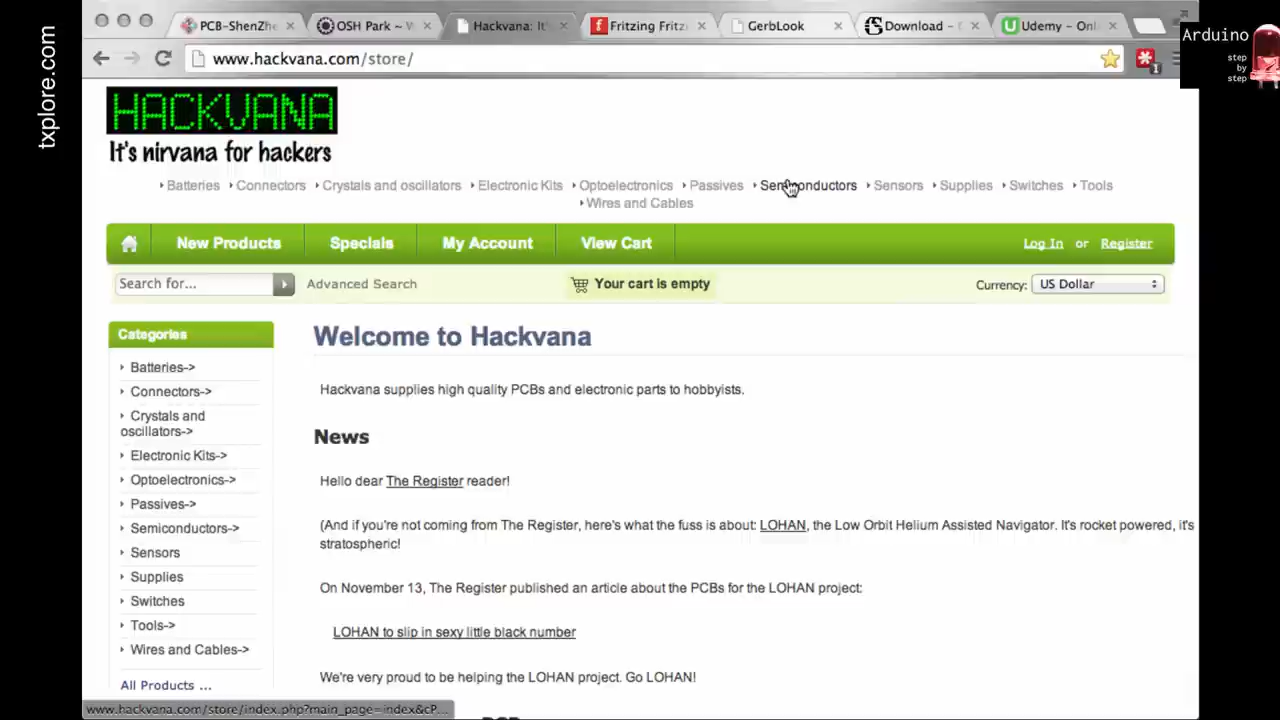 txplore.com
PCB-ShenZhe
OSH Park ~ W
Hackvana: It's
Fritzing Fritz
GerbLook
Download –
Udemy – Onl
www.hackvana.com/store/
Arduino
step
by
step
HACKVANA
It's nirvana for hackers
Batteries Connectors Crystals and oscillators Electronic Kits Optoelectronics Passives Semiconductors Sensors Supplies Switches Tools
Wires and Cables
New Products Specials My Account View Cart Log In or Register
Search for... Advanced Search Your cart is empty Currency: US Dollar
Categories
Batteries->
Connectors->
Crystals and
oscillators->
Electronic Kits->
Optoelectronics->
Passives->
Semiconductors->
Sensors
Supplies
Switches
Tools->
Wires and Cables->
All Products ...
Welcome to Hackvana
Hackvana supplies high quality PCBs and electronic parts to hobbyists.
News
Hello dear The Register reader!
(And if you're not coming from The Register, here's what the fuss is about: LOHAN, the Low Orbit Helium Assisted Navigator. It's rocket powered, it's
stratospheric!
On November 13, The Register published an article about the PCBs for the LOHAN project:
LOHAN to slip in sexy little black number
We're very proud to be helping the LOHAN project. Go LOHAN!
www.hackvana.com/store/index.php?main_page=index&cP...